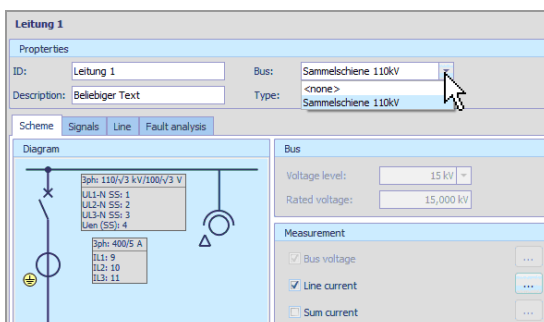 Leitung 1
Propterties
ID: Leitung 1 Bus: Sammelschiene 110kV
<none>
Description: Beliebiger Text Type: Sammelschiene 110kV
Scheme Signals Line Fault analysis
Diagram
3ph: 110/√3 kV/100/√3 V
UL1-N SS: 1
UL2-N SS: 2
UL3-N SS: 3
Uen (SS): 4
3ph: 400/5 A
IL1: 9
IL2: 10
IL3: 11
Bus
Voltage level: 15 kV
Rated voltage: 15,000 kV
Measurement
Bus voltage ...
Line current ...
Sum current ...